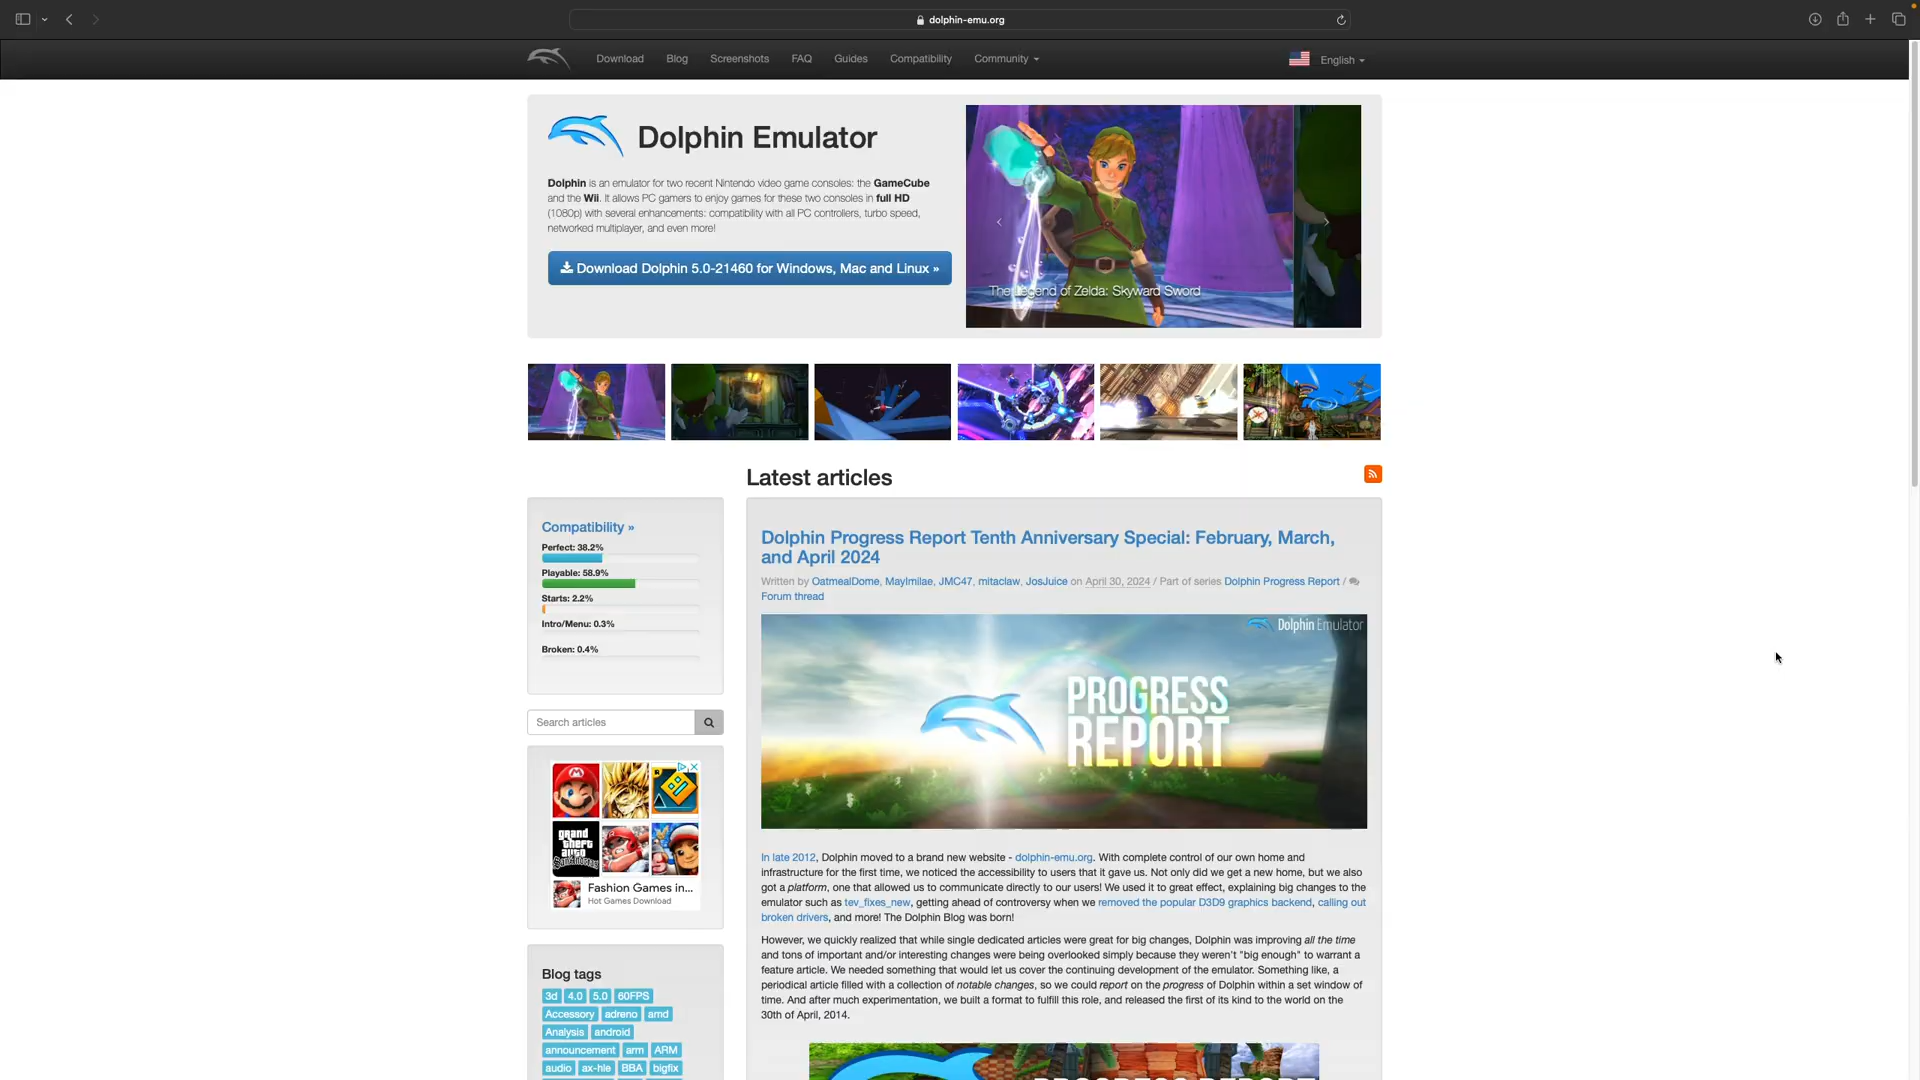 dolphin-emu.org
Download Blog Screenshots FAQ Guides Compatibility Community English
Dolphin Emulator
Dolphin is an emulator for two recent Nintendo video game consoles: the GameCube
and the Wii. It allows PC gamers to enjoy games for these two consoles in full HD
(1080p) with several enhancements: compatibility with all PC controllers, turbo speed,
networked multiplayer, and even more!
Download Dolphin 5.0-21460 for Windows, Mac and Linux »
The Legend of Zelda: Skyward Sword
Latest articles
Compatibility »
Perfect: 38.2%
Playable: 58.9%
Starts: 2.2%
Intro/Menu: 0.3%
Broken: 0.4%
Search articles
grand
theft
auto
Fashion Games in...
Hot Games Download
Blog tags
3d 4.0 5.0 60FPS
Accessory adreno amd
Analysis android
announcement arm ARM
audio ax-hle BBA bigfix
Dolphin Progress Report Tenth Anniversary Special: February, March,
and April 2024
Written by OatmealDome, MayImilae, JMC47, mitaclaw, JosJuice on April 30, 2024 / Part of series Dolphin Progress Report /
Forum thread
Dolphin Emulator
PROGRESS
REPORT
In late 2012, Dolphin moved to a brand new website - dolphin-emu.org. With complete control of our own home and
infrastructure for the first time, we noticed the accessibility to users that it gave us. Not only did we get a new home, but we also
got a platform, one that allowed us to communicate directly to our users! We used it to great effect, explaining big changes to the
emulator such as tev_fixes_new, getting ahead of controversy when we removed the popular D3D9 graphics backend, calling out
broken drivers, and more! The Dolphin Blog was born!
However, we quickly realized that while single dedicated articles were great for big changes, Dolphin was improving all the time
and tons of important and/or interesting changes were being overlooked simply because they weren't "big enough" to warrant a
feature article. We needed something that would let us cover the continuing development of the emulator. Something like, a
periodical article filled with a collection of notable changes, so we could report on the progress of Dolphin within a set window of
time. And after much experimentation, we built a format to fulfill this role, and released the first of its kind to the world on the
30th of April, 2014.